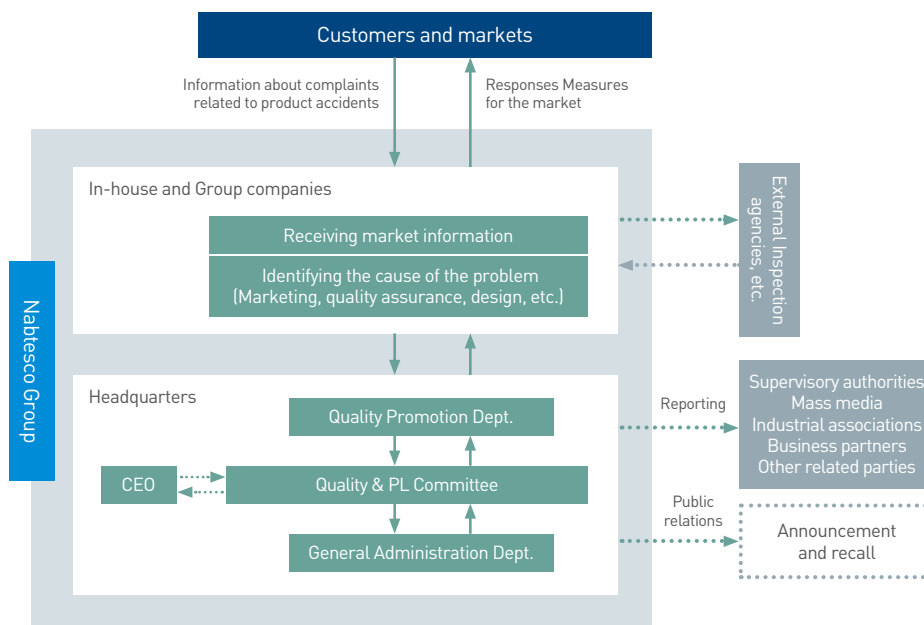 Customers and markets
Information about complaints
related to product accidents
Responses Measures
for the market
In-house and Group companies
Receiving market information
Identifying the cause of the problem
(Marketing, quality assurance, design, etc.)
External Inspection
agencies, etc.
Nabtesco Group
Headquarters
Quality Promotion Dept.
CEO
Quality & PL Committee
General Administration Dept.
Reporting
Supervisory authorities
Mass media
Industrial associations
Business partners
Other related parties
Public
relations
Announcement
and recall